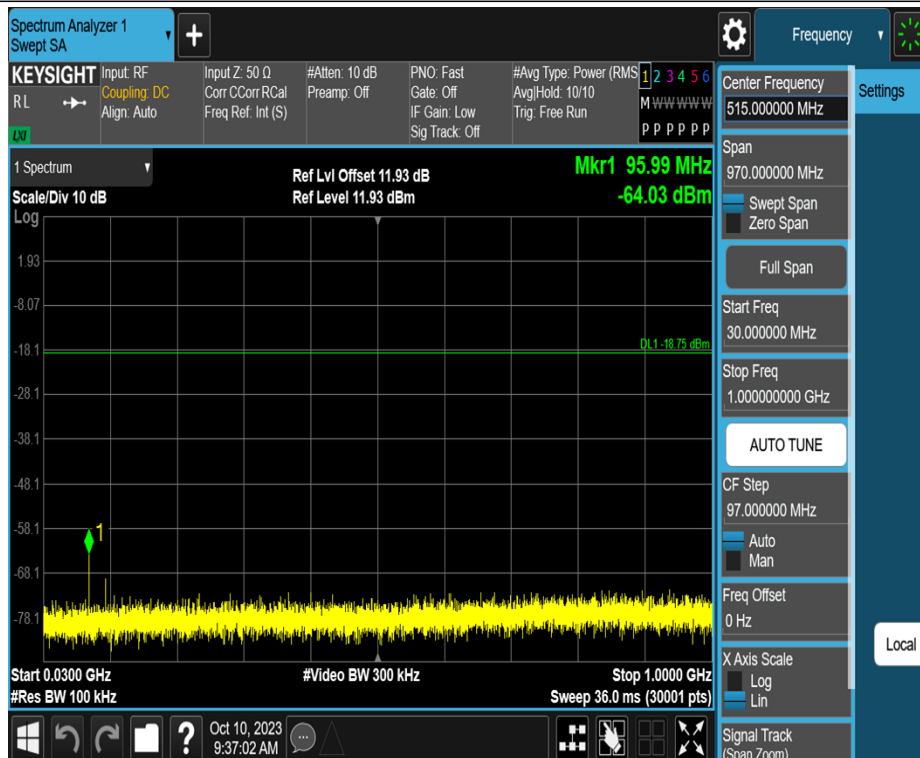 Spectrum Analyzer 1
Swept SA
+
Frequency
KEYSIGHT
R L
LXI
Input: RF
Coupling: DC
Align: Auto
Input Z: 50 Ω
Corr CCorr RCal
Freq Ref: Int (S)
#Atten: 10 dB
Preamp: Off
PNO: Fast
Gate: Off
IF Gain: Low
Sig Track: Off
#Avg Type: Power (RMS
Avg|Hold: 10/10
Trig: Free Run
1 2 3 4 5 6
M W W W W W
P P P P P P
1 Spectrum
Scale/Div 10 dB
Log
Ref Lvl Offset 11.93 dB
Ref Level 11.93 dBm
Mkr1 95.99 MHz
-64.03 dBm
1.93
-8.07
-18.1
DL1 -18.75 dBm
-28.1
-38.1
-48.1
-58.1
1
-68.1
-78.1
Start 0.0300 GHz
#Res BW 100 kHz
#Video BW 300 kHz
Stop 1.0000 GHz
Sweep 36.0 ms (30001 pts)
Center Frequency
515.000000 MHz
Settings
Span
970.000000 MHz
Swept Span
Zero Span
Full Span
Start Freq
30.000000 MHz
Stop Freq
1.000000000 GHz
AUTO TUNE
CF Step
97.000000 MHz
Auto
Man
Freq Offset
0 Hz
Local
X Axis Scale
Log
Lin
Signal Track
(Span Zoom)
?
Oct 10, 2023
9:37:02 AM